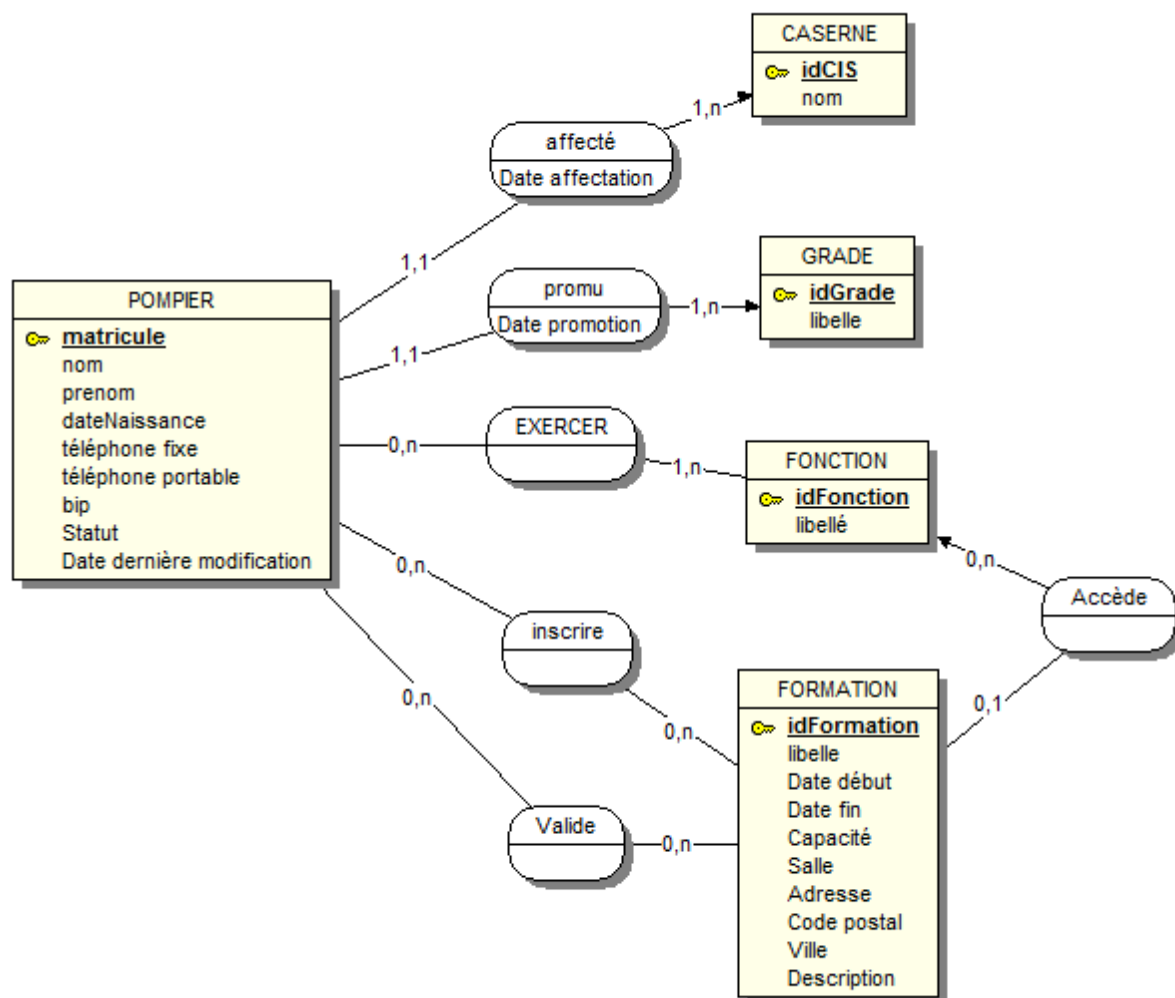 CASERNE
idCIS
nom
1,n
affecté
Date affectation
1,1
GRADE
idGrade
libelle
promu
Date promotion
1,n
1,1
POMPIER
matricule
nom
prenom
dateNaissance
téléphone fixe
téléphone portable
bip
Statut
Date dernière modification
EXERCER
0,n
1,n
FONCTION
idFonction
libellé
0,n
Accède
0,1
0,n
inscrire
0,n
0,n
Valide
0,n
FORMATION
idFormation
libelle
Date début
Date fin
Capacité
Salle
Adresse
Code postal
Ville
Description